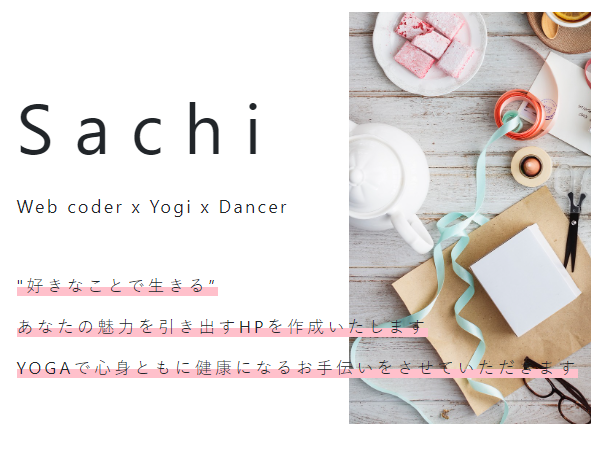 Sachi
Web coder x Yogi x Dancer
"好きなことで生きる”
あなたの魅力を引き出すHPを作成いたします
YOGAで心身ともに健康になるお手伝いをさせていただきます